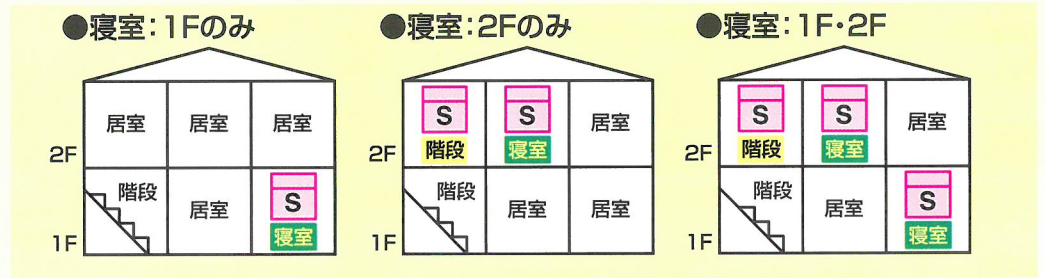 ●寝室：1Fのみ
居室 居室 居室
2F
階段 居室 S
寝室
1F
●寝室：2Fのみ
S S 居室
階段 寝室
2F
階段 居室 居室
1F
●寝室：1F・2F
S S 居室
階段 寝室
2F
階段 居室 S
寝室
1F